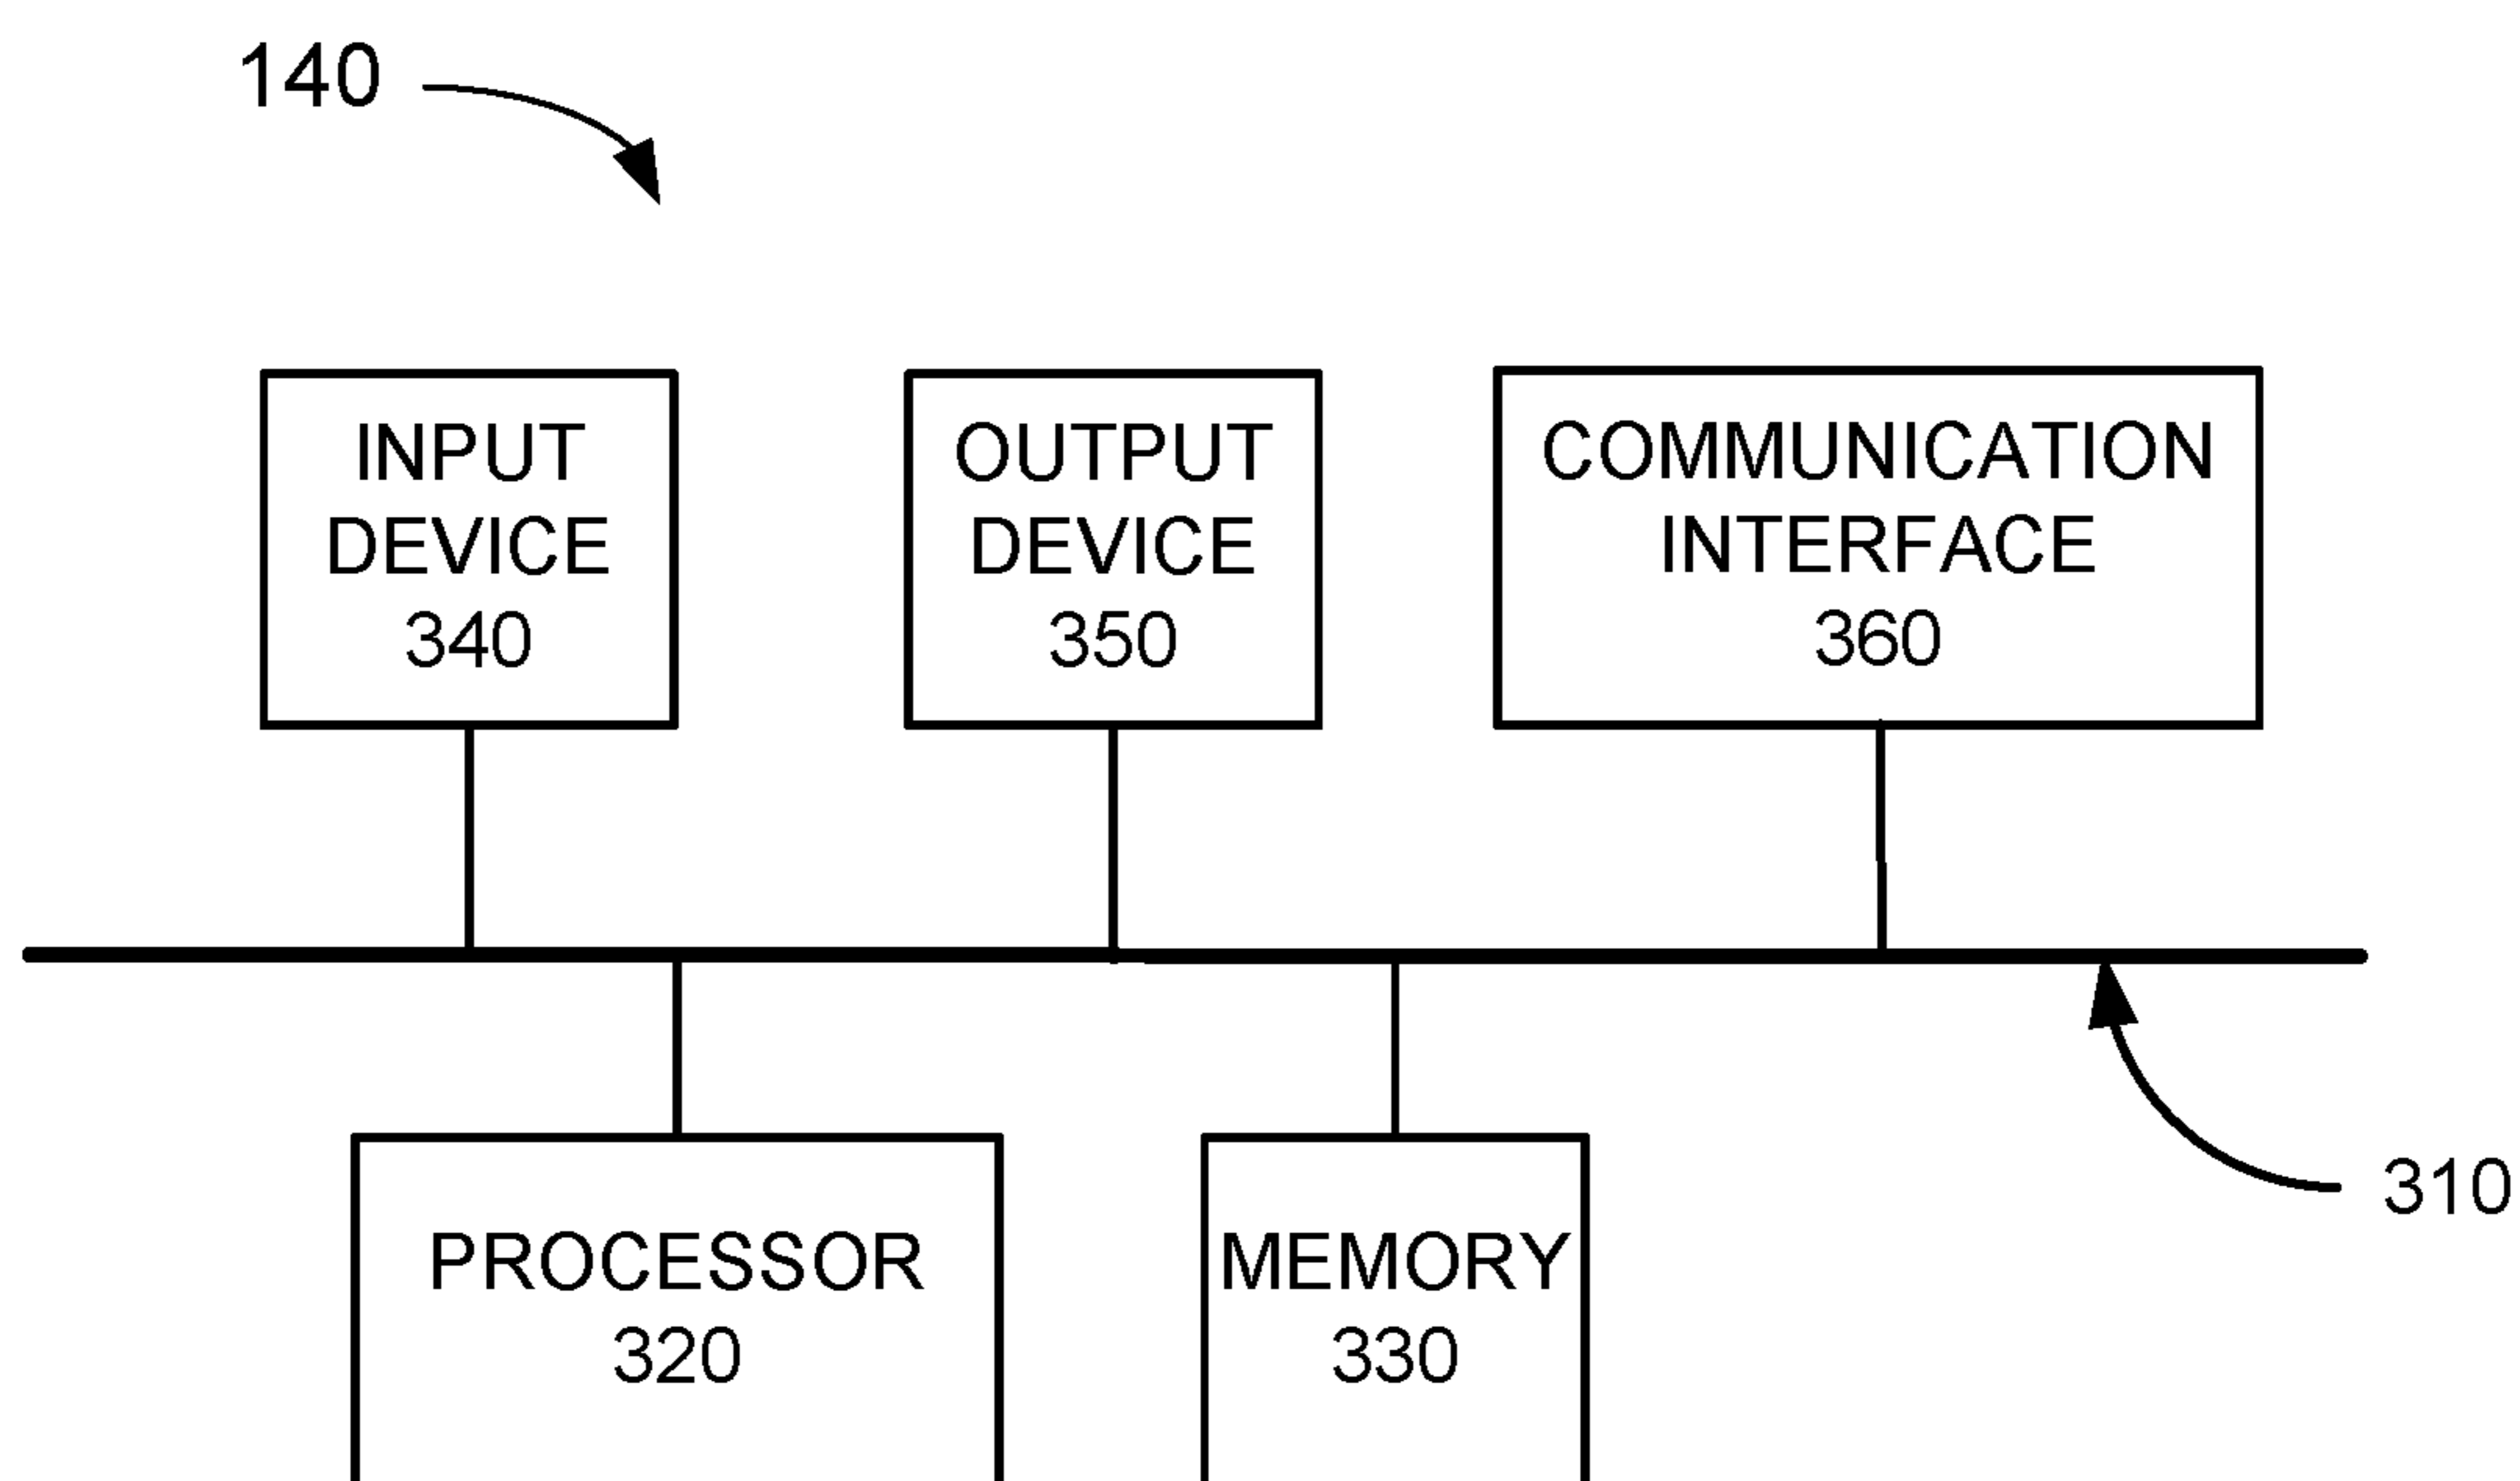 140
INPUT
DEVICE
340
OUTPUT
DEVICE
350
COMMUNICATION
INTERFACE
360
PROCESSOR
320
MEMORY
330
310